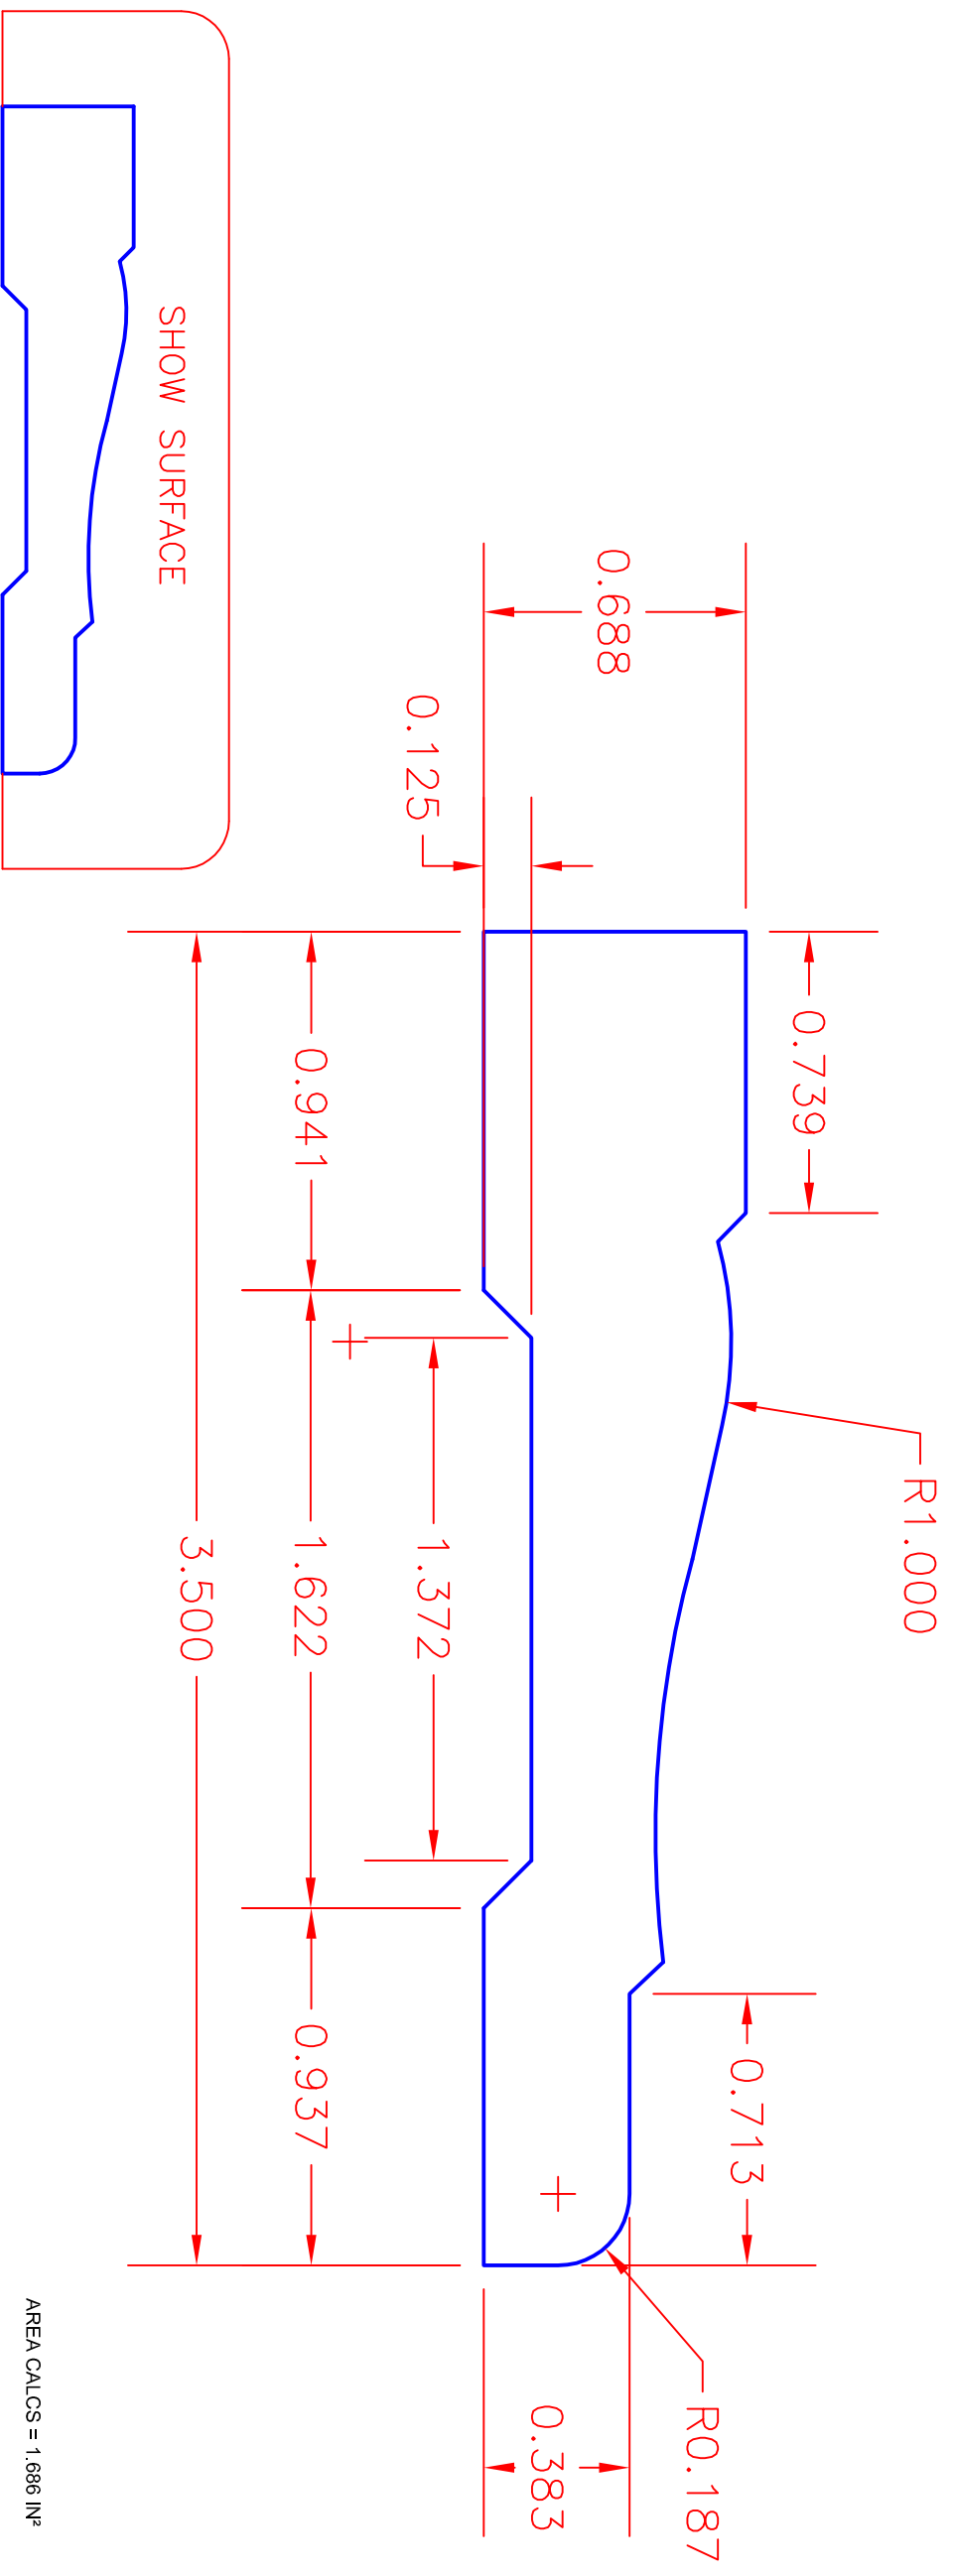 SHOW SURFACE
R1.000
0.739
0.713
R0.187
0.688
0.383
0.125
1.372
0.941
1.622
0.937
3.500
AREA CALCS = 1.686 IN²